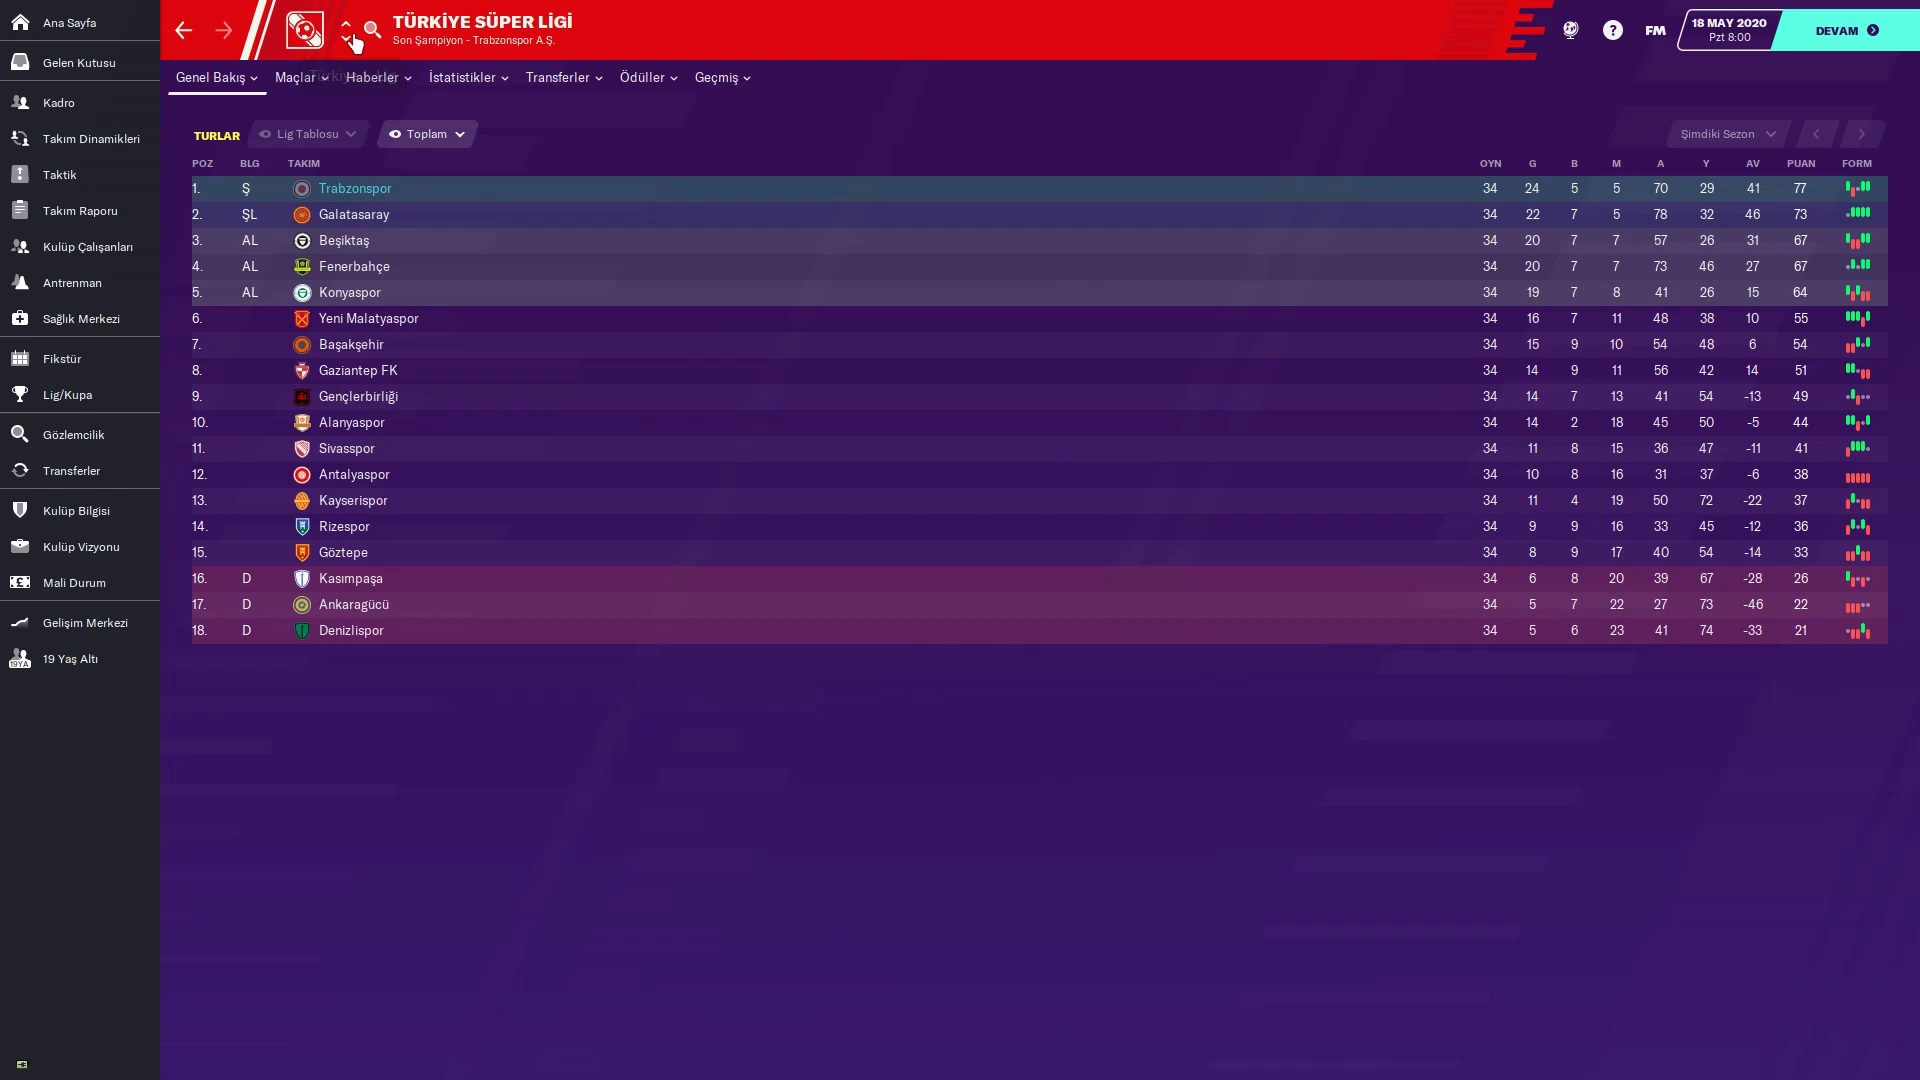 Ana Sayfa
Gelen Kutusu
Kadro
Takım Dinamikleri
Taktik
Takım Raporu
Kulüp Çalışanları
Antrenman
Sağlık Merkezi
Fikstür
Lig/Kupa
Gözlemcilik
Transferler
Kulüp Bilgisi
Kulüp Vizyonu
Mali Durum
Gelişim Merkezi
19YA 19 Yaş Altı
TÜRKİYE SÜPER LİGİ
Son Şampiyon - Trabzonspor A.Ş.
? FM 18 MAY 2020 Pzt 8:00 DEVAM
Genel Bakış Maçlar Haberler İstatistikler Transferler Ödüller Geçmiş
TURLAR Lig Tablosu Toplam Şimdiki Sezon
POZ BLG TAKIM OYN G B M A Y AV PUAN FORM
1. Ş Trabzonspor 34 24 5 5 70 29 41 77
2. ŞL Galatasaray 34 22 7 5 78 32 46 73
3. AL Beşiktaş 34 20 7 7 57 26 31 67
4. AL Fenerbahçe 34 20 7 7 73 46 27 67
5. AL Konyaspor 34 19 7 8 41 26 15 64
6. Yeni Malatyaspor 34 16 7 11 48 38 10 55
7. Başakşehir 34 15 9 10 54 48 6 54
8. Gaziantep FK 34 14 9 11 56 42 14 51
9. Gençlerbirliği 34 14 7 13 41 54 -13 49
10. Alanyaspor 34 14 2 18 45 50 -5 44
11. Sivasspor 34 11 8 15 36 47 -11 41
12. Antalyaspor 34 10 8 16 31 37 -6 38
13. Kayserispor 34 11 4 19 50 72 -22 37
14. Rizespor 34 9 9 16 33 45 -12 36
15. Göztepe 34 8 9 17 40 54 -14 33
16. D Kasımpaşa 34 6 8 20 39 67 -28 26
17. D Ankaragücü 34 5 7 22 27 73 -46 22
18. D Denizlispor 34 5 6 23 41 74 -33 21